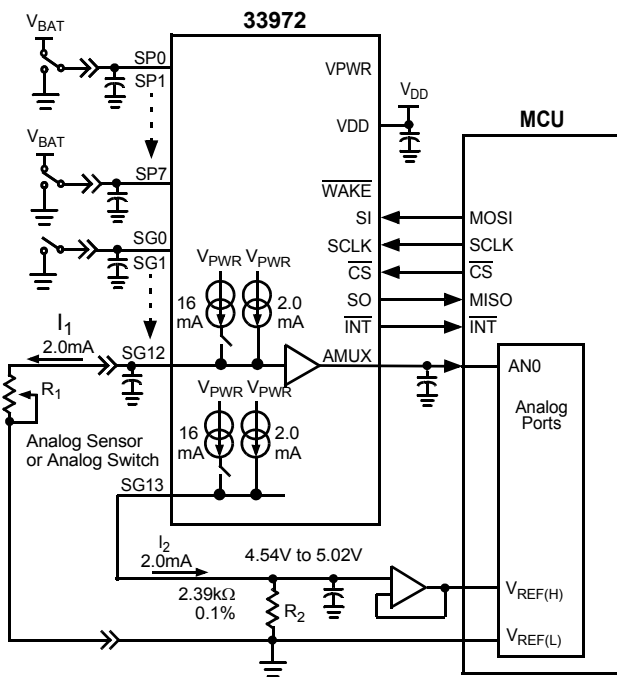 33972
MCU
V_BAT
SP0
SP1
VPWR
V_DD
VDD
V_BAT
SP7
WAKE
SI
MOSI
SG0
SG1
SCLK
SCLK
V_PWR V_PWR
CS
CS
16 mA
2.0 mA
SO
MISO
I_1
2.0mA
INT
INT
SG12
AMUX
AN0
R_1
V_PWR V_PWR
Analog Ports
Analog Sensor
or Analog Switch
16 mA
2.0 mA
SG13
I_2
2.0mA
4.54V to 5.02V
2.39kΩ
0.1%
R_2
V_REF(H)
V_REF(L)